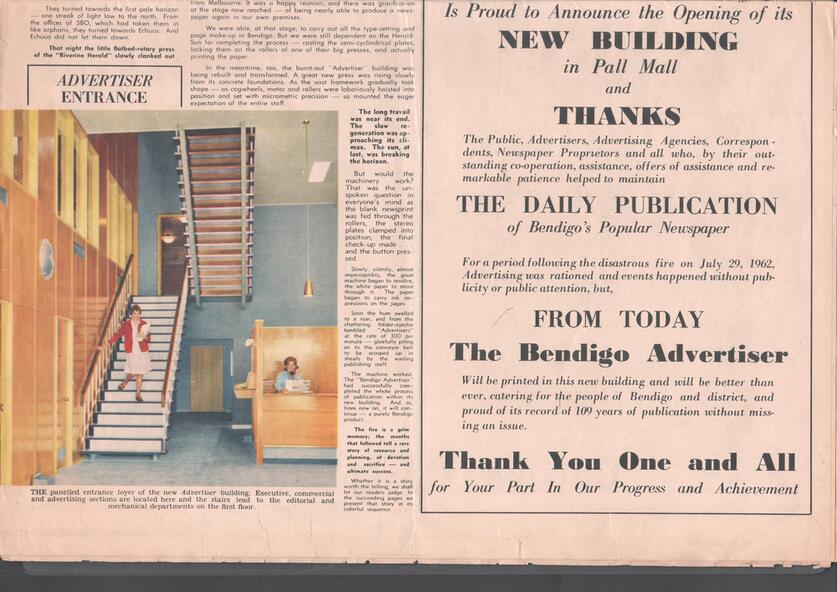 They turned towards the first pale horizon
— one streak of light low to the north. From
the offices of 3BO, which had taken them in
like orphans, they turned towards Echuca. And
Echuca did not let them down.
That night the little flatbed-rotary press
of the "Riverine Herald" slowly clanked out
from Melbourne. It was a happy reunion, and there was gratification
at the stage now reached — of being nearly able to produce a news-
paper again in our own premises.
We were able, at that stage, to carry out all the type-setting and
page make-up in Bendigo. But we were still dependent on the Herald-
Sun for completing the process — casting the semi-cylindrical plates,
locking them on the rollers of one of their big presses, and actually
printing the paper.
In the meantime, too, the burnt-out "Advertiser" building was
being rebuilt and transformed. A great new press was rising slowly
from its concrete foundations. As the vast framework gradually took
shape — as cogwheels, motor and rollers were laboriously hoisted into
position and set with micrometric precision — so mounted the eager
expectation of the entire staff.
ADVERTISER
ENTRANCE
The long travail
was near its end.
The slow re-
generation was ap-
proaching its cli-
max. The sun, at
last, was breaking
the horizon.
But would the
machinery work?
That was the un-
spoken question in
everyone's mind as
the blank newsprint
was fed through the
rollers, the stereo
plates clamped into
position, the final
check-up made . . .
and the button pres-
sed.
Slowly, silently, almost
imperceptibly, the great
machine began to revolve,
the white paper to move
through it. The paper
began to carry ink im-
pressions on the pages . . .
Soon the hum swelled
to a roar, and from the
chattering folder-ejector
tumbled "Advertisers"
at the rate of 300 per
minute — gleefully piling
on to the conveyor belt
to be scooped up in
sheafs by the waiting
publishing staff.
The machine worked.
The "Bendigo Advertiser"
had successfully com-
pleted the whole process
of publication within its
new building. And so,
from now on, it will con-
tinue — a purely Bendigo
product.
The fire is a grim
memory; the months
that followed tell a rare
story of resource and
planning, of devotion
and sacrifice — and
ultimate success.
Whether it is a story
worth the telling, we shall
let our readers judge. In
the succeeding pages we
present that story in its
colorful sequence . . .
THE panelled entrance foyer of the new Advertiser building. Executive, commercial
and advertising sections are located here and the stairs lead to the editorial and
mechanical departments on the first floor.
Is Proud to Announce the Opening of its
NEW BUILDING
in Pall Mall
and
THANKS
The Public, Advertisers, Advertising Agencies, Correspon-
dents, Newspaper Proprietors and all who, by their out-
standing co-operation, assistance, offers of assistance and re-
markable patience helped to maintain
THE DAILY PUBLICATION
of Bendigo's Popular Newspaper
For a period following the disastrous fire on July 29, 1962,
Advertising was rationed and events happened without pub-
licity or public attention, but,
FROM TODAY
The Bendigo Advertiser
Will be printed in this new building and will be better than
ever, catering for the people of Bendigo and district, and
proud of its record of 109 years of publication without miss-
ing an issue.
Thank You One and All
for Your Part In Our Progress and Achievement